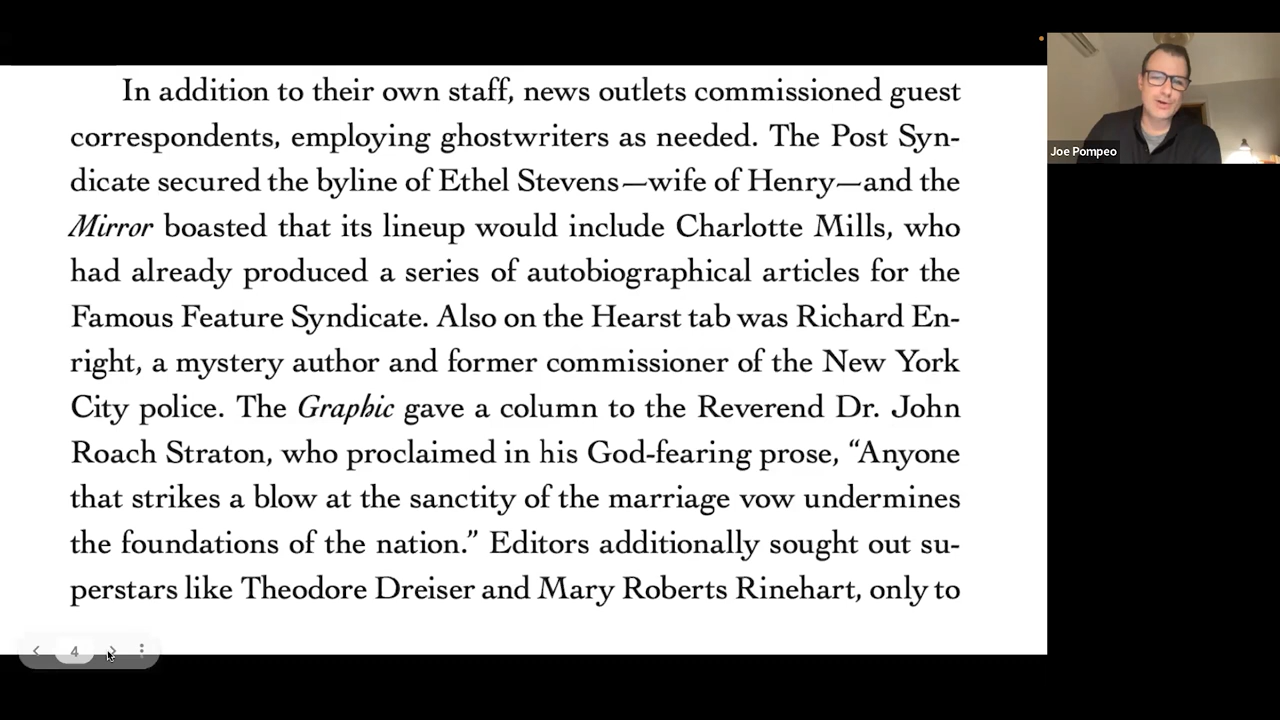 In addition to their own staff, news outlets commissioned guest
correspondents, employing ghostwriters as needed. The Post Syn-
dicate secured the byline of Ethel Stevens—wife of Henry—and the
Mirror boasted that its lineup would include Charlotte Mills, who
had already produced a series of autobiographical articles for the
Famous Feature Syndicate. Also on the Hearst tab was Richard En-
right, a mystery author and former commissioner of the New York
City police. The Graphic gave a column to the Reverend Dr. John
Roach Straton, who proclaimed in his God-fearing prose, “Anyone
that strikes a blow at the sanctity of the marriage vow undermines
the foundations of the nation.” Editors additionally sought out su-
perstars like Theodore Dreiser and Mary Roberts Rinehart, only to
4
Joe Pompeo